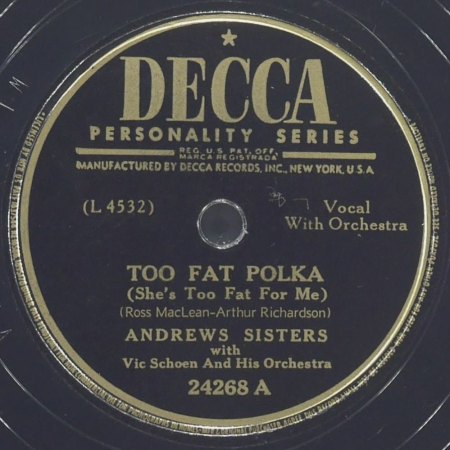 DECCA
PERSONALITY SERIES
REG. U.S. PAT. OFF.
MARCA REGISTRADA
MANUFACTURED BY DECCA RECORDS, INC., NEW YORK, U.S.A.
(L 4532)
Vocal
With Orchestra
TOO FAT POLKA
(She's Too Fat For Me)
(Ross MacLean-Arthur Richardson)
ANDREWS SISTERS
with
Vic Schoen And His Orchestra
24268 A